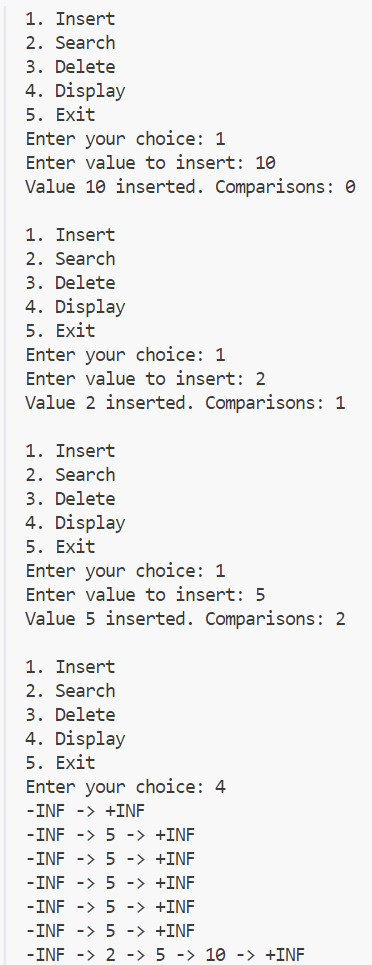 1. Insert
2. Search
3. Delete
4. Display
5. Exit
Enter your choice: 1
Enter value to insert: 10
Value 10 inserted. Comparisons: 0

1. Insert
2. Search
3. Delete
4. Display
5. Exit
Enter your choice: 1
Enter value to insert: 2
Value 2 inserted. Comparisons: 1

1. Insert
2. Search
3. Delete
4. Display
5. Exit
Enter your choice: 1
Enter value to insert: 5
Value 5 inserted. Comparisons: 2

1. Insert
2. Search
3. Delete
4. Display
5. Exit
Enter your choice: 4
-INF -> +INF
-INF -> 5 -> +INF
-INF -> 5 -> +INF
-INF -> 5 -> +INF
-INF -> 5 -> +INF
-INF -> 5 -> +INF
-INF -> 2 -> 5 -> 10 -> +INF